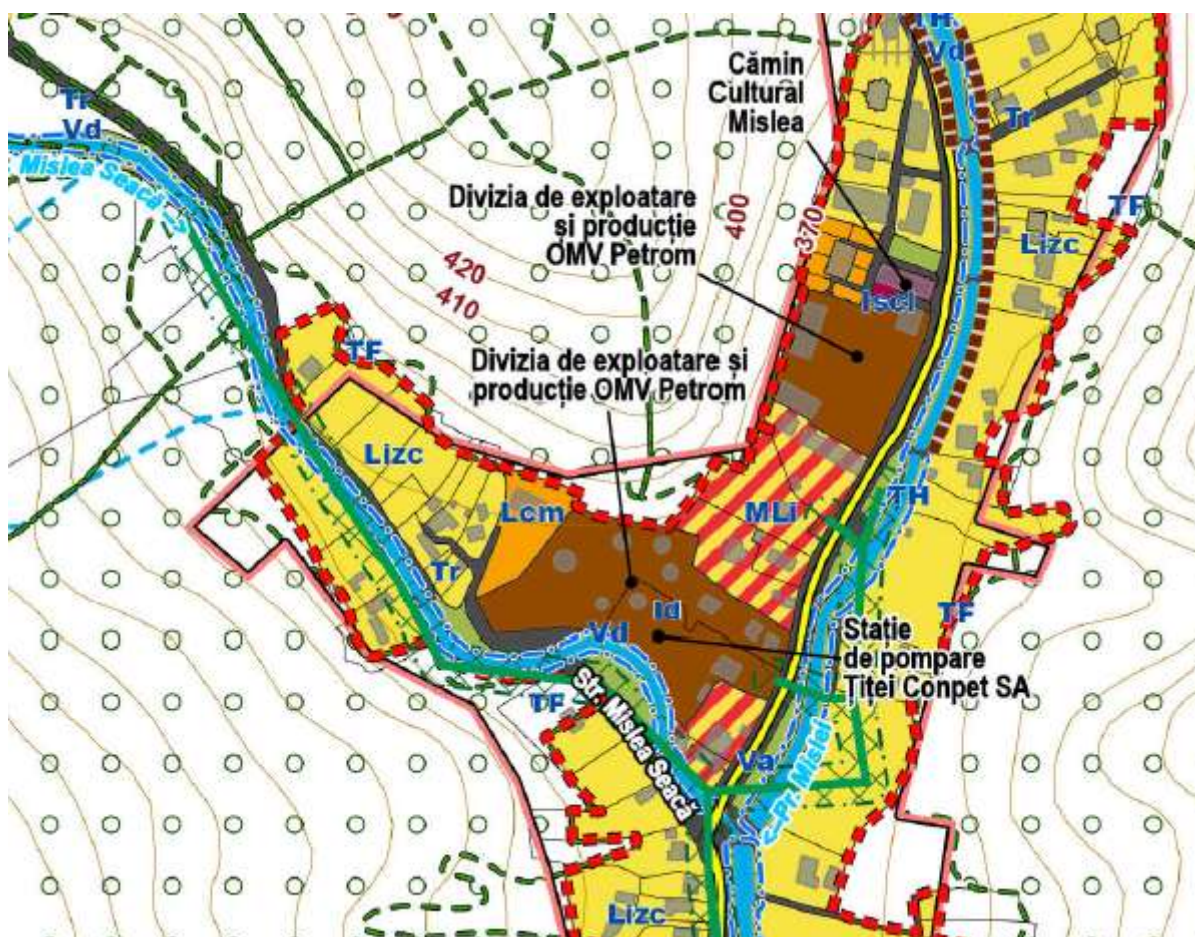 TH
Vd
Cămin
Cultural
Mislea
Tr
Vd
Tr
Mislea Seacă
Divizia de exploatare
și producție
OMV Petrom
400
370
TF
Lizc
420
410
Iscl
TF
Divizia de exploatare și
producție OMV Petrom
Lizc
Lcm
MLi
TH
Tr
Id
Vd
TF
Stație
de pompare
Țiței Conpet SA
TF
str. Mislea Seacă
Va
Pr. Mislei
Lizc